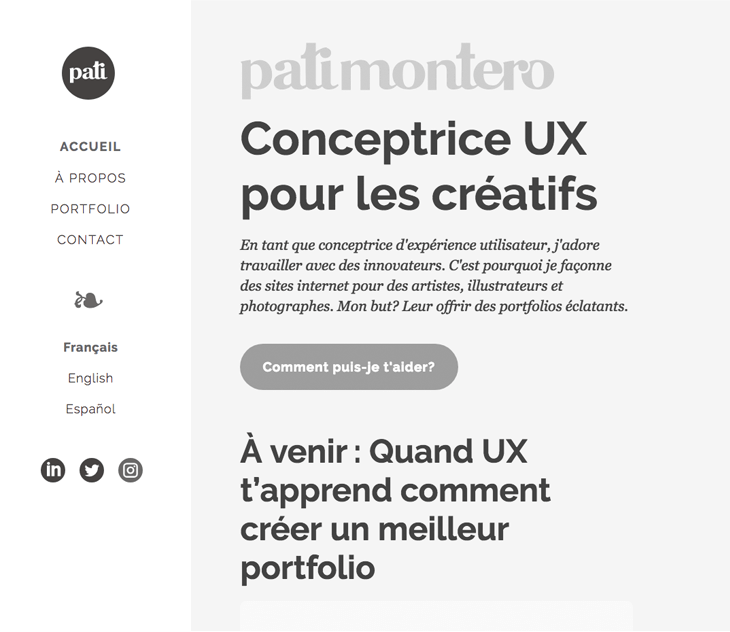 pati
ACCUEIL
À PROPOS
PORTFOLIO
CONTACT
Français
English
Español
in
patimontero
Conceptrice UX
pour les créatifs
En tant que conceptrice d'expérience utilisateur, j'adore
travailler avec des innovateurs. C'est pourquoi je façonne
des sites internet pour des artistes, illustrateurs et
photographes. Mon but? Leur offrir des portfolios éclatants.
Comment puis-je t'aider?
À venir : Quand UX
t’apprend comment
créer un meilleur
portfolio